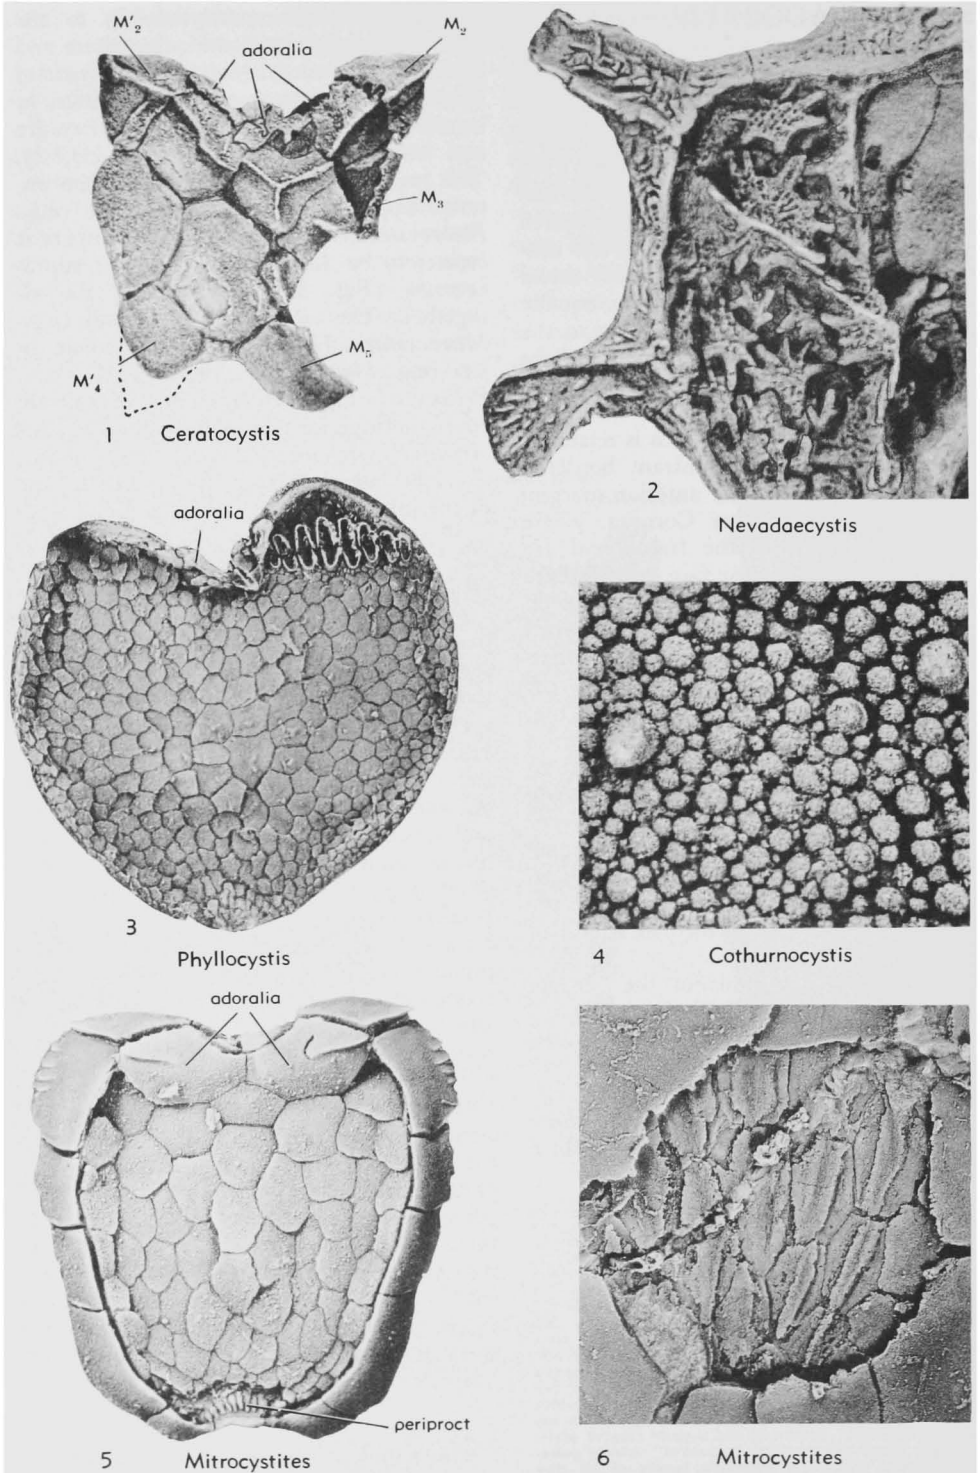 M′₂
adoralia
M₂
M₃
M₅
M′₄
1 Ceratocystis
2
Nevadaecystis
adoralia
3
Phyllocystis
4 Cothurnocystis
adoralia
periproct
5 Mitrocystites
6 Mitrocystites